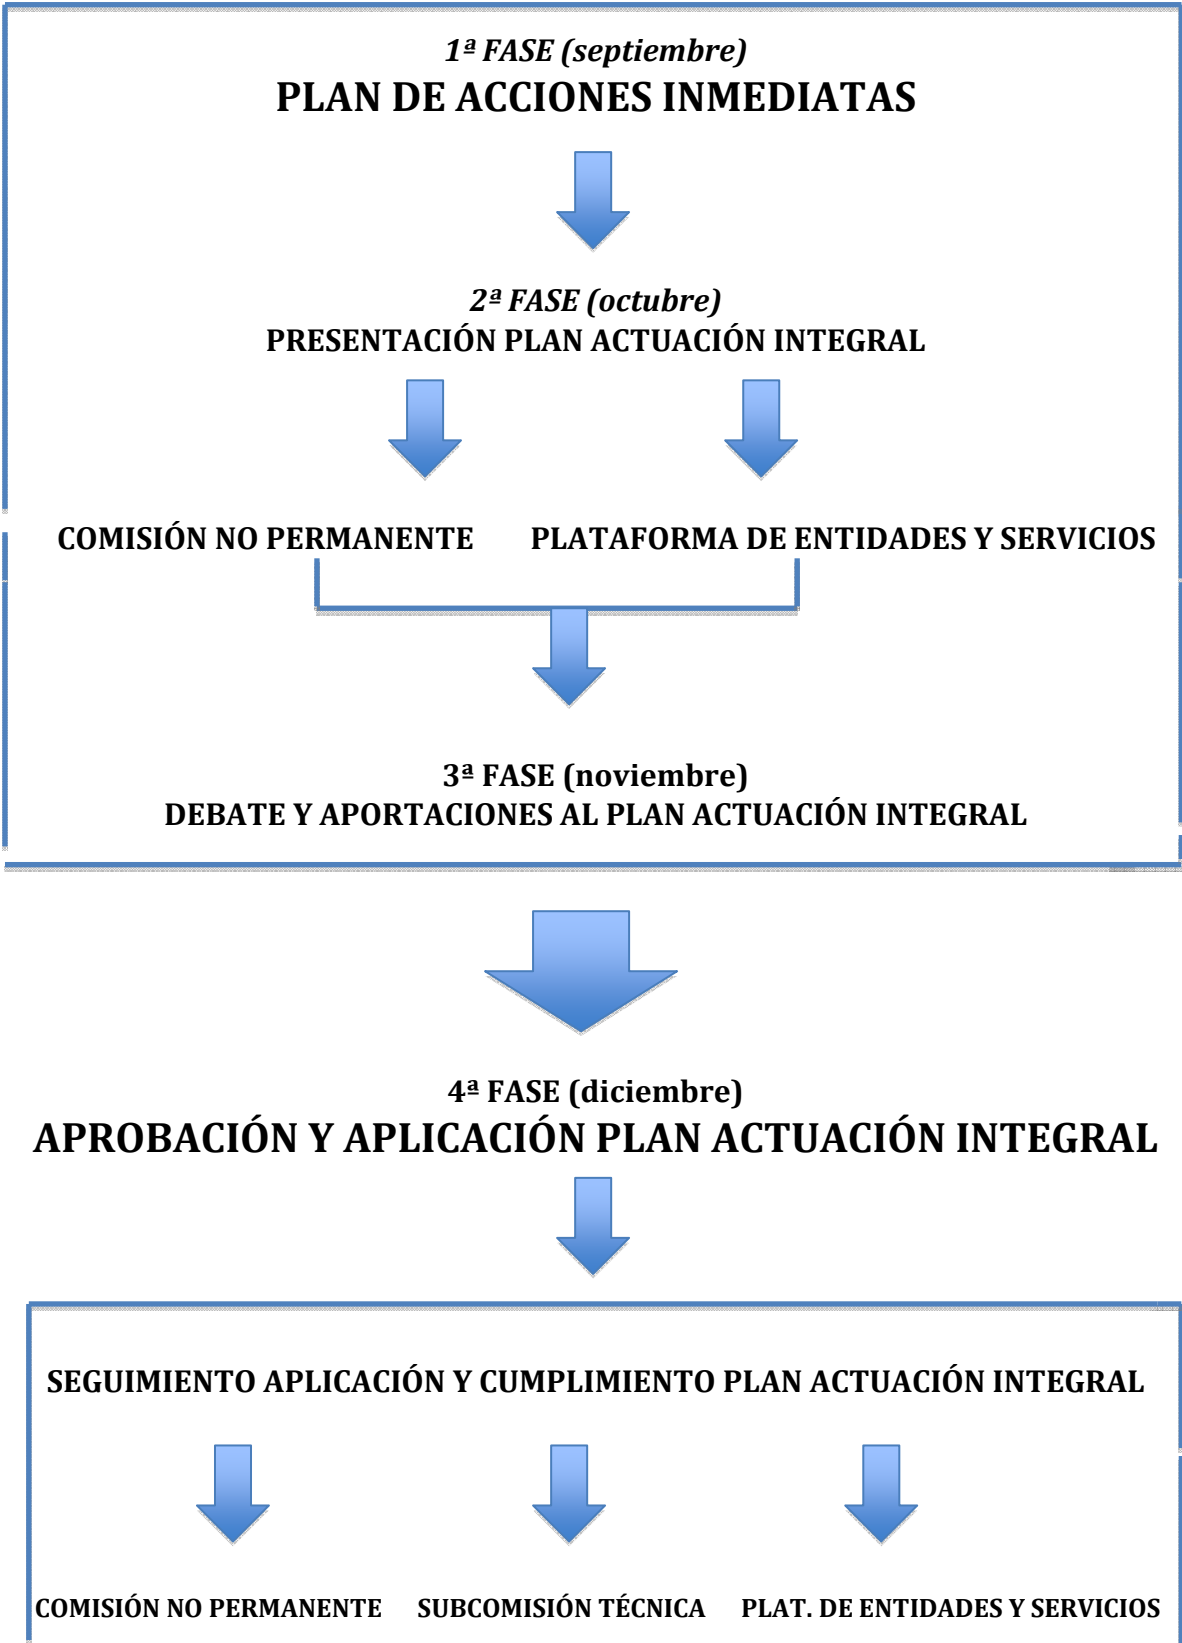 1ª FASE (septiembre)
PLAN DE ACCIONES INMEDIATAS
2ª FASE (octubre)
PRESENTACIÓN PLAN ACTUACIÓN INTEGRAL
COMISIÓN NO PERMANENTE PLATAFORMA DE ENTIDADES Y SERVICIOS
3ª FASE (noviembre)
DEBATE Y APORTACIONES AL PLAN ACTUACIÓN INTEGRAL
4ª FASE (diciembre)
APROBACIÓN Y APLICACIÓN PLAN ACTUACIÓN INTEGRAL
SEGUIMIENTO APLICACIÓN Y CUMPLIMIENTO PLAN ACTUACIÓN INTEGRAL
COMISIÓN NO PERMANENTE SUBCOMISIÓN TÉCNICA PLAT. DE ENTIDADES Y SERVICIOS